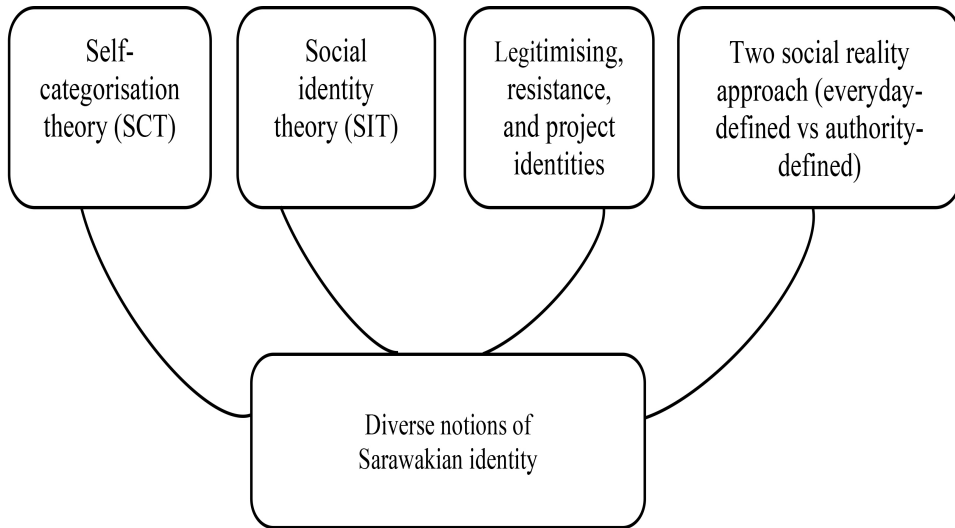 Self-
categorisation
theory (SCT)
Social
identity
theory (SIT)
Legitimising,
resistance,
and project
identities
Two social reality
approach (everyday-
defined vs authority-
defined)
Diverse notions of
Sarawakian identity